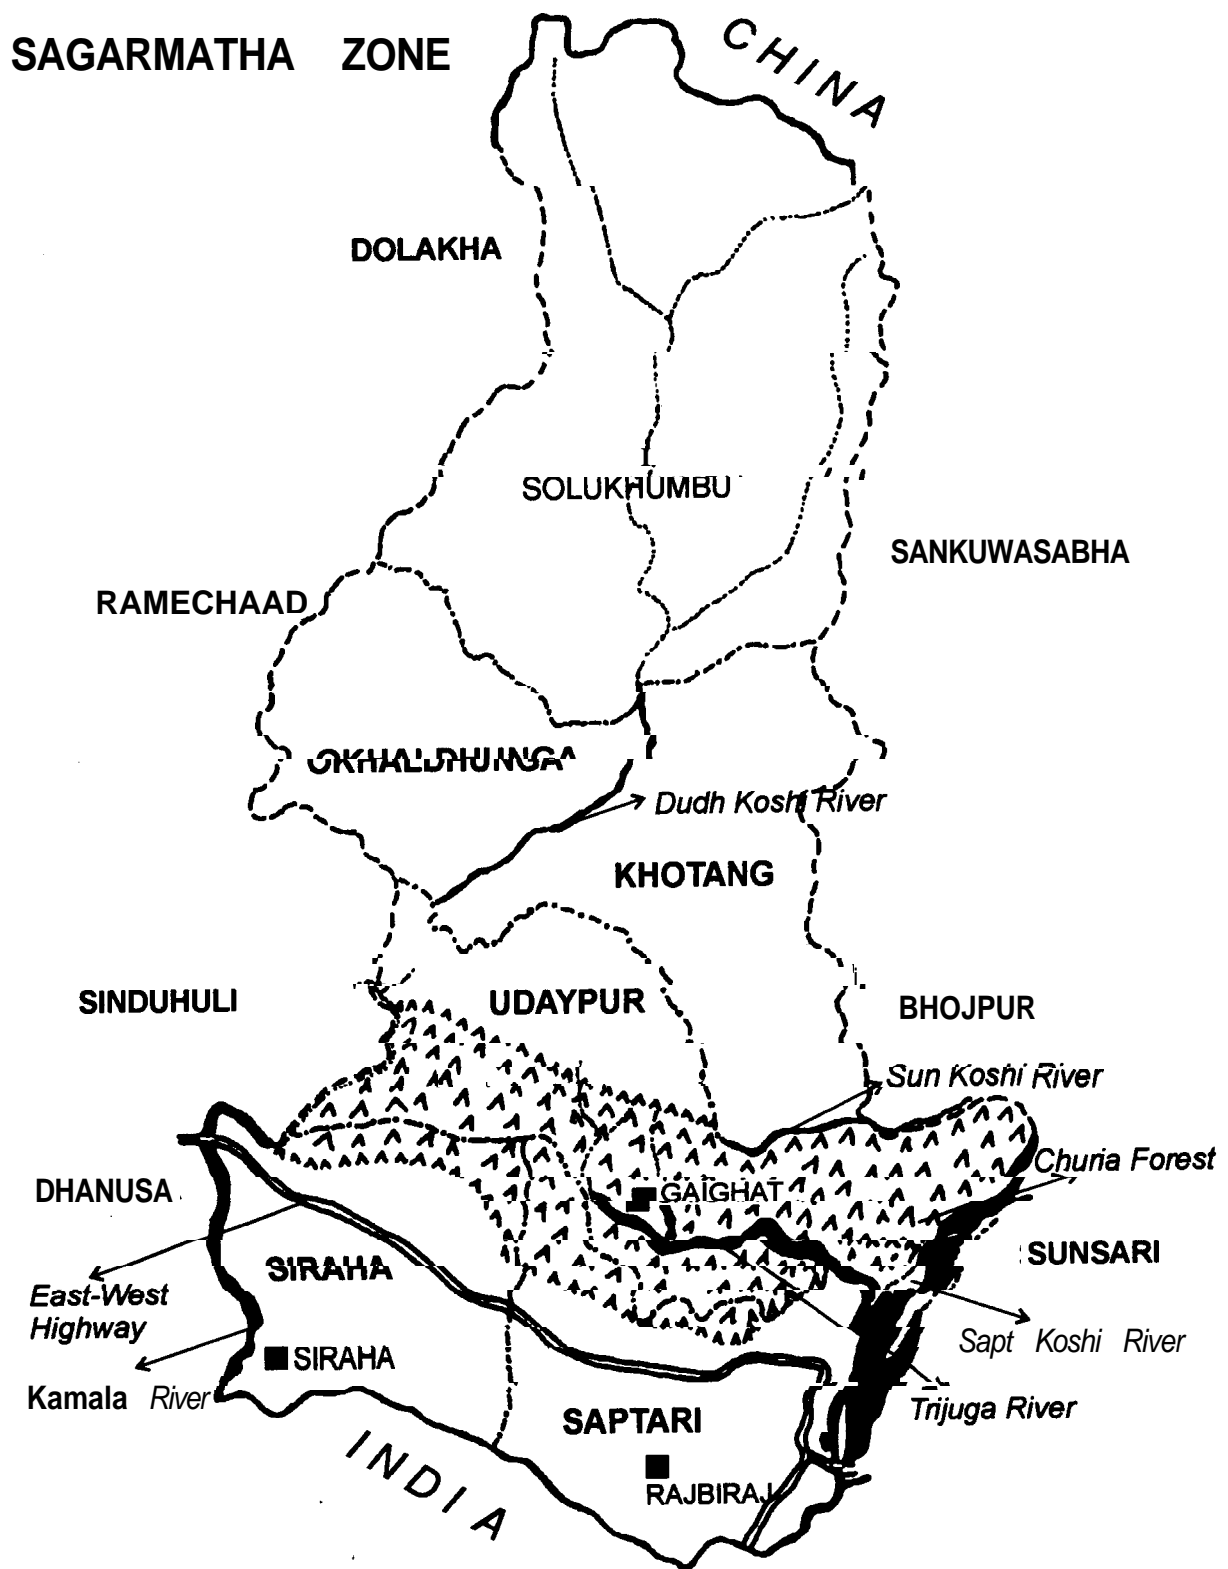 SAGARMATHA ZONE
CHINA
DOLAKHA
SOLUKHUMBU
SANKUWASABHA
RAMECHAAD
OKHALDHUNGA
Dudh Koshi River
KHOTANG
SINDUHULI
UDAYPUR
BHOJPUR
Sun Koshi River
Churia Forest
DHANUSA
GAIGHAT
SUNSARI
SIRAHA
East-West
Highway
Sapt Koshi River
SIRAHA
Kamala River
Trijuga River
SAPTARI
INDIA
RAJBIRAJ